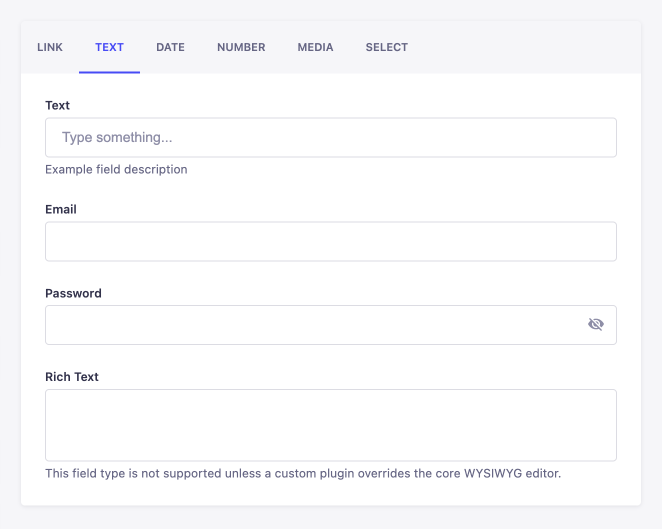 LINK TEXT DATE NUMBER MEDIA SELECT
Text
Type something...
Example field description
Email
Password
Rich Text
This field type is not supported unless a custom plugin overrides the core WYSIWYG editor.